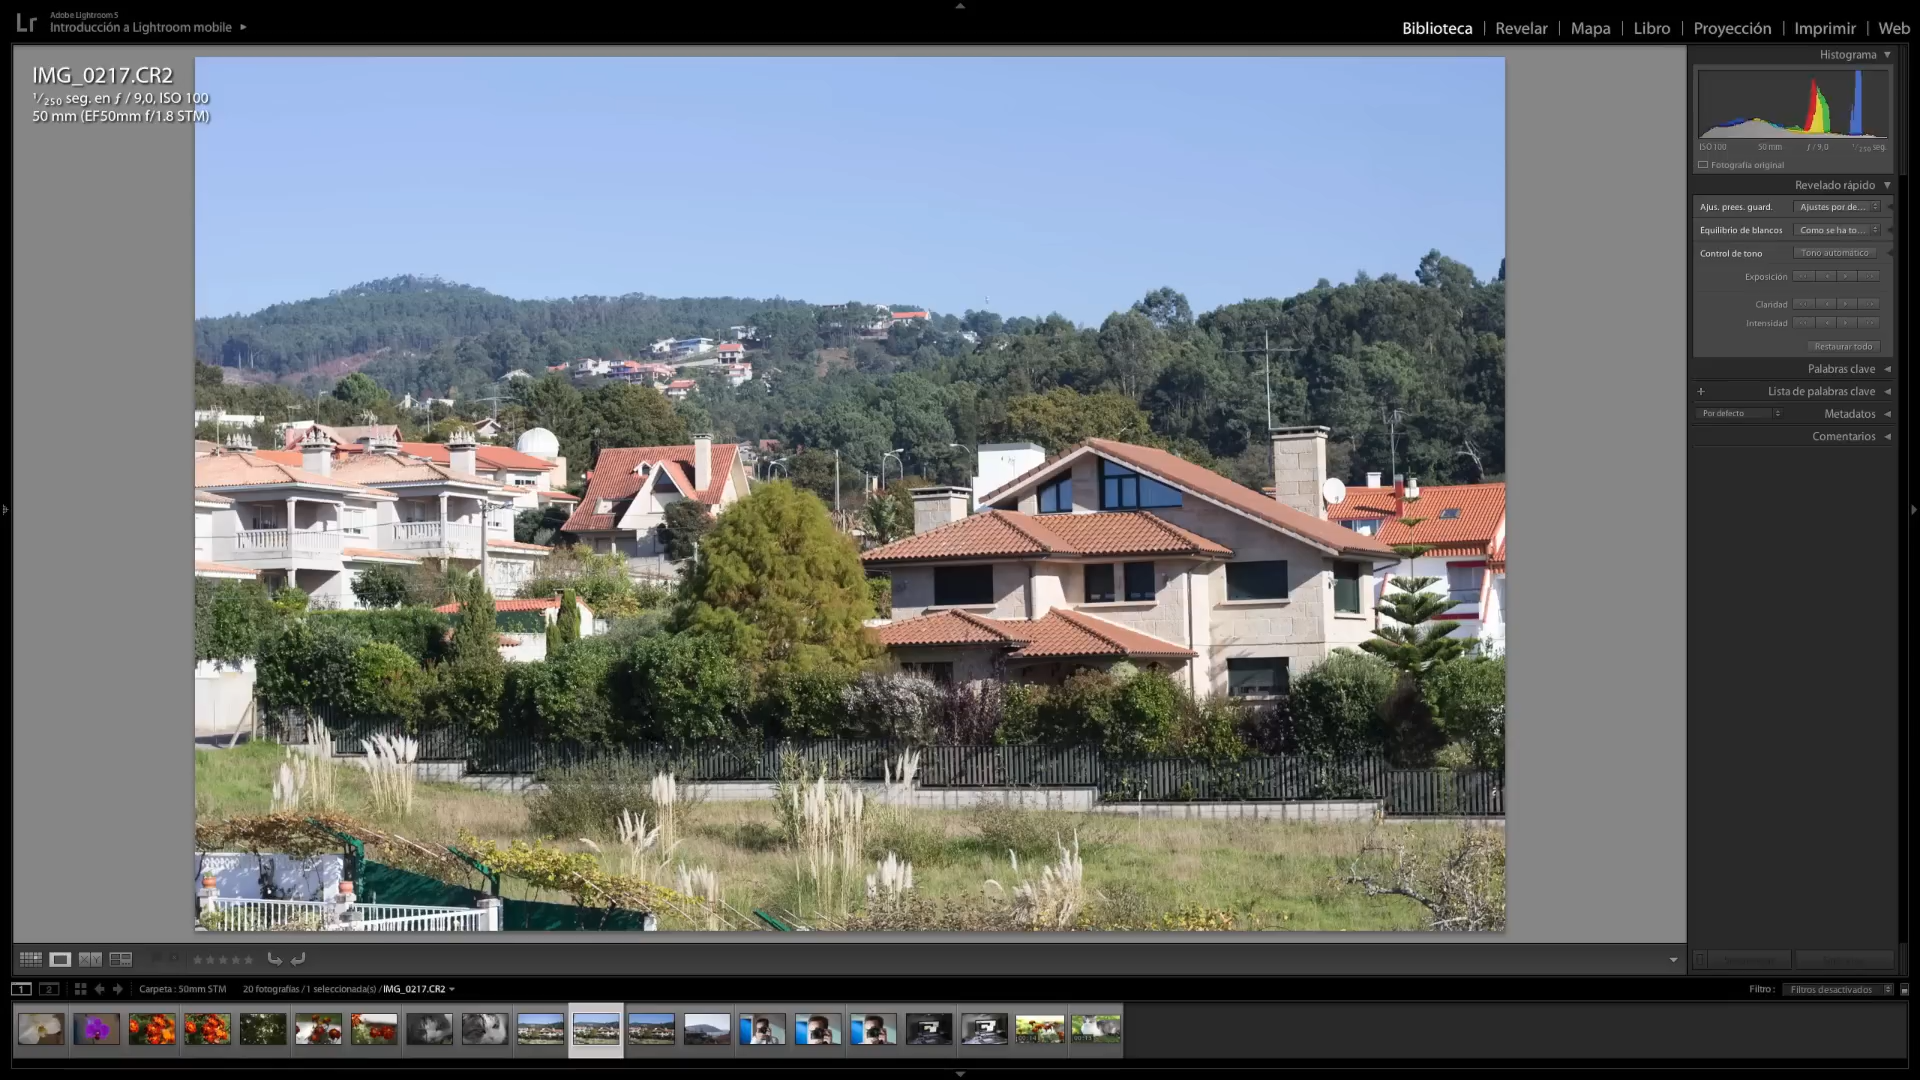 Lr
Adobe Lightroom 5
Introducción a Lightroom mobile
Biblioteca | Revelar | Mapa | Libro | Proyección | Imprimir | Web
IMG_0217.CR2
1/250 seg. en ƒ / 9,0, ISO 100
50 mm (EF50mm f/1.8 STM)
Histograma
ISO 100 50 mm ƒ / 9,0 1/250 seg.
Fotografía original
Revelado rápido
Ajus. prees. guard. Ajustes por de...
Equilibrio de blancos Como se ha to...
Control de tono Tono automático
Exposición
Claridad
Intensidad
Restaurar todo
Palabras clave
+ Lista de palabras clave
Por defecto Metadatos
Comentarios
1 2 Carpeta : 50mm STM 20 fotografías / 1 seleccionada(s) / IMG_0217.CR2 Filtro : Filtros desactivados